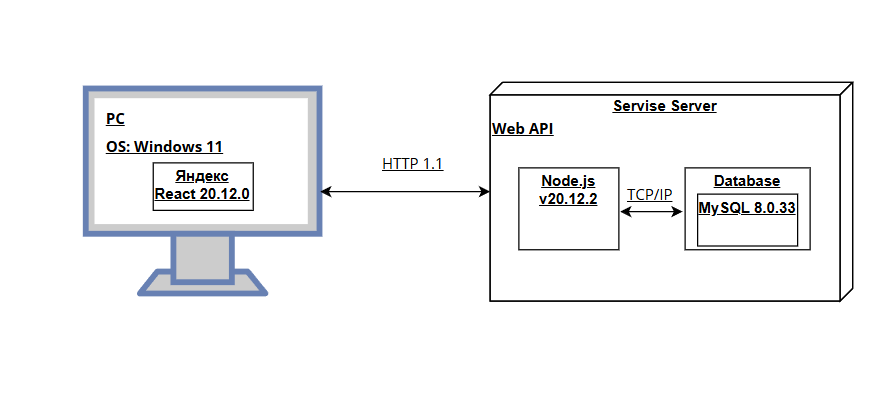 PC
OS: Windows 11
Яндекс
React 20.12.0
HTTP 1.1
Servise Server
Web API
Node.js
v20.12.2
TCP/IP
Database
MySQL 8.0.33